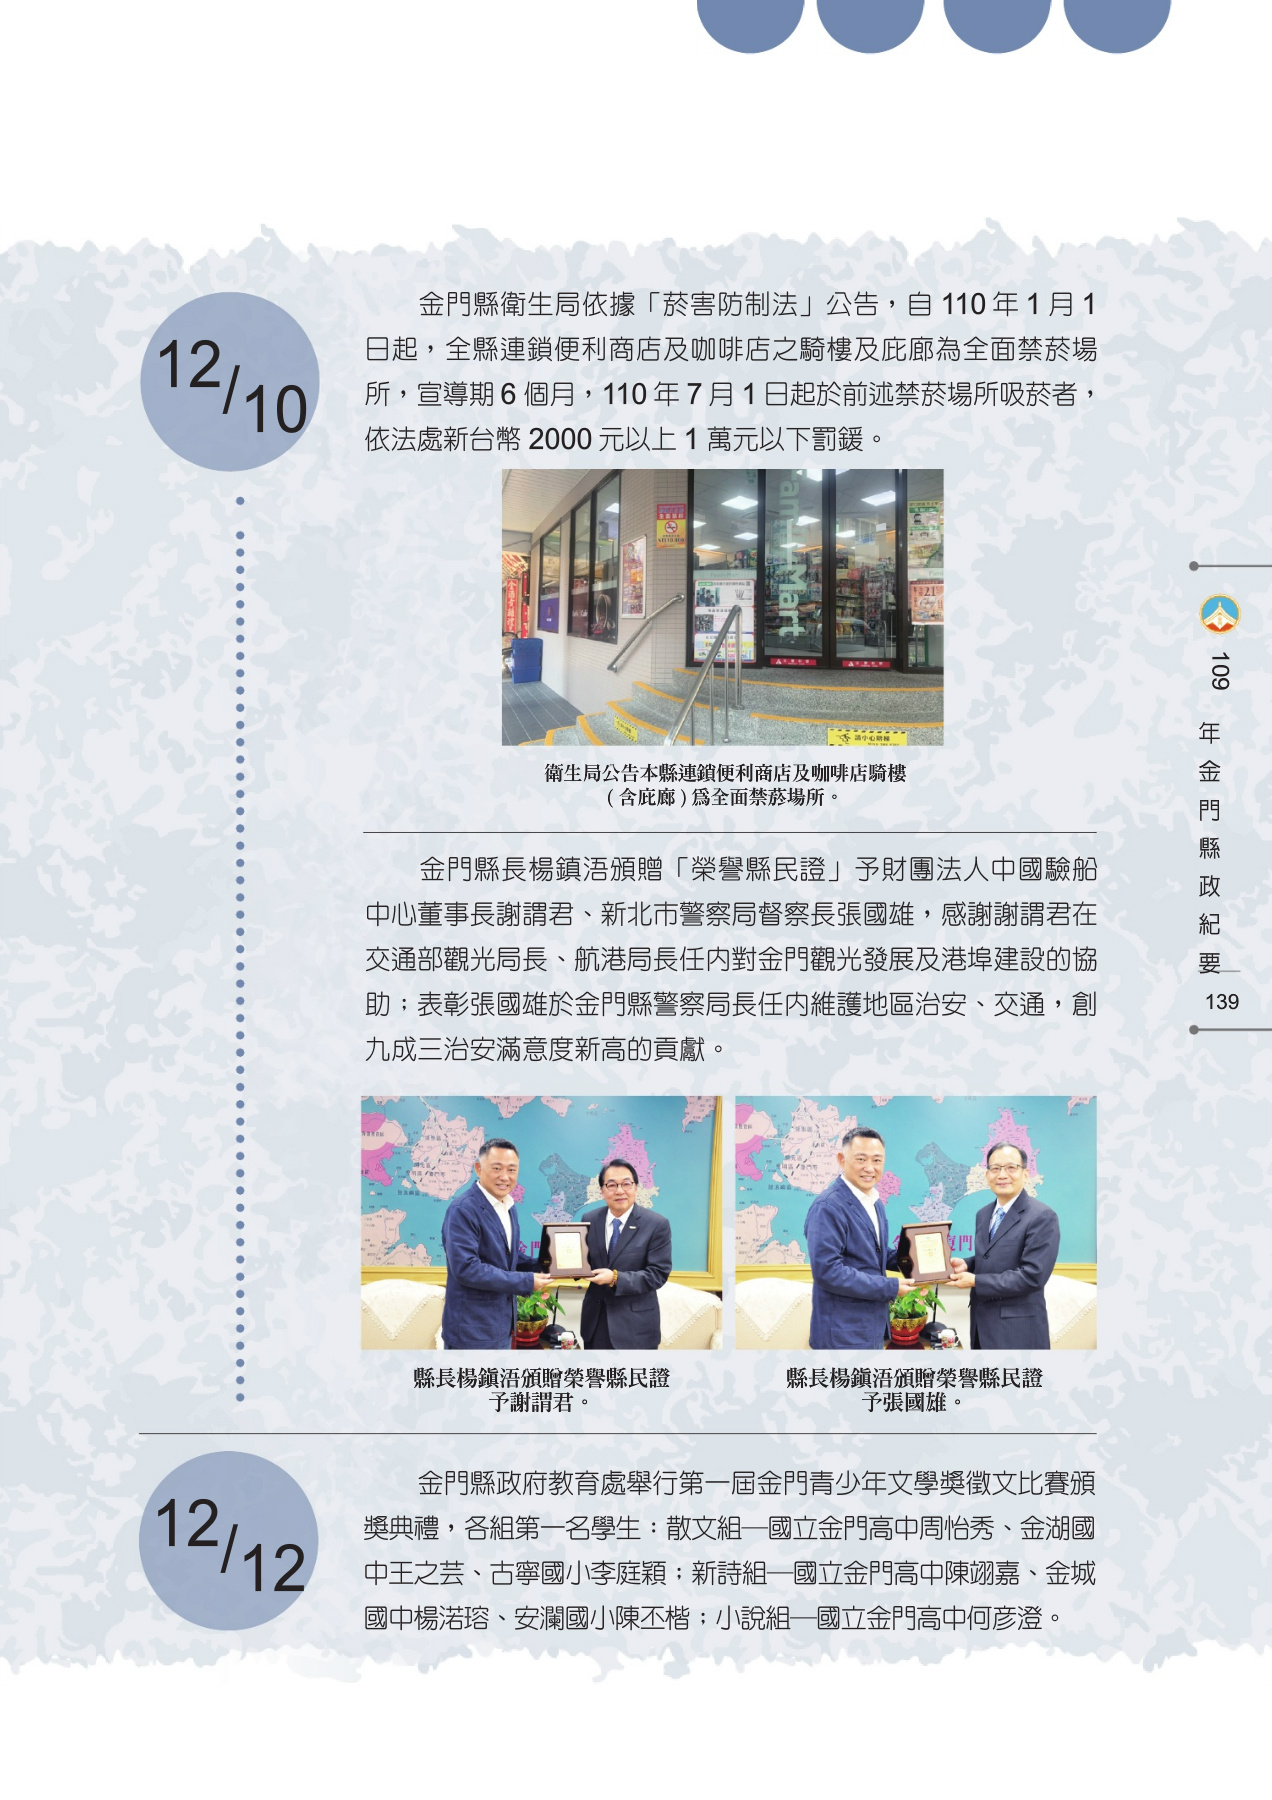 12/10
金門縣衛生局依據「菸害防制法」公告，自 110 年 1 月 1
日起，全縣連鎖便利商店及咖啡店之騎樓及庇廊為全面禁菸場
所，宣導期 6 個月，110 年 7 月 1 日起於前述禁菸場所吸菸者，
依法處新台幣 2000 元以上 1 萬元以下罰鍰。
Mart
請小心階梯
衛生局公告本縣連鎖便利商店及咖啡店騎樓
( 含庇廊 ) 為全面禁菸場所。
金門縣長楊鎮浯頒贈「榮譽縣民證」予財團法人中國驗船
中心董事長謝謂君、新北市警察局督察長張國雄，感謝謝謂君在
交通部觀光局長、航港局長任內對金門觀光發展及港埠建設的協
助；表彰張國雄於金門縣警察局長任內維護地區治安、交通，創
九成三治安滿意度新高的貢獻。
縣長楊鎮浯頒贈榮譽縣民證
予謝謂君。
縣長楊鎮浯頒贈榮譽縣民證
予張國雄。
12/12
金門縣政府教育處舉行第一屆金門青少年文學獎徵文比賽頒
獎典禮，各組第一名學生：散文組—國立金門高中周怡秀、金湖國
中王之芸、古寧國小李庭穎；新詩組—國立金門高中陳翊嘉、金城
國中楊渃瑢、安瀾國小陳丕楷；小說組—國立金門高中何彥澄。
109 年金門縣政紀要
139